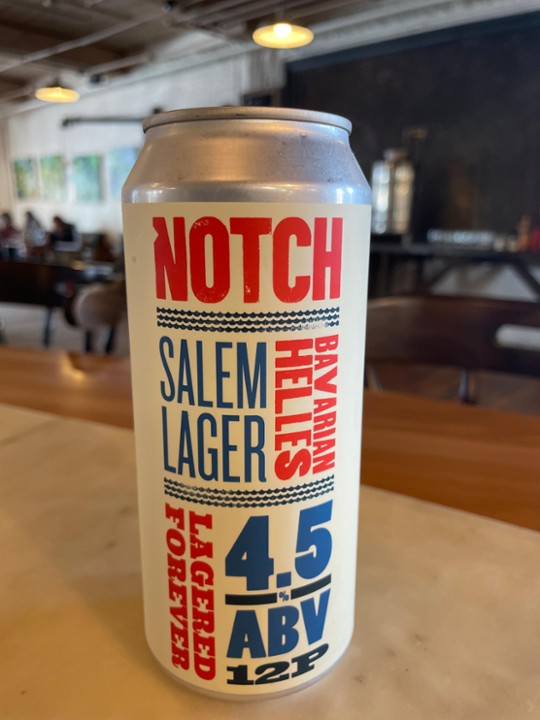 NOTCH
SALEM
LAGER
BAVARIAN
HELLES
LAGERED
FOREVER
4.5
%
ABV
12P